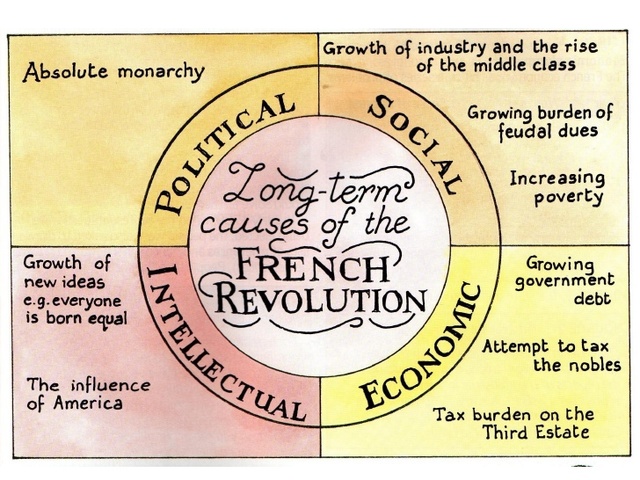 Absolute monarchy
POLITICAL
Growth of industry and the rise
of the middle class
Growing burden of
feudal dues
Increasing
poverty
SOCIAL
Long-term
causes of the
FRENCH
REVOLUTION
Growth of
new ideas
e.g. everyone
is born equal
The influence
of America
INTELLECTUAL
Growing
government
debt
Attempt to tax
the nobles
Tax burden on the
Third Estate
ECONOMIC